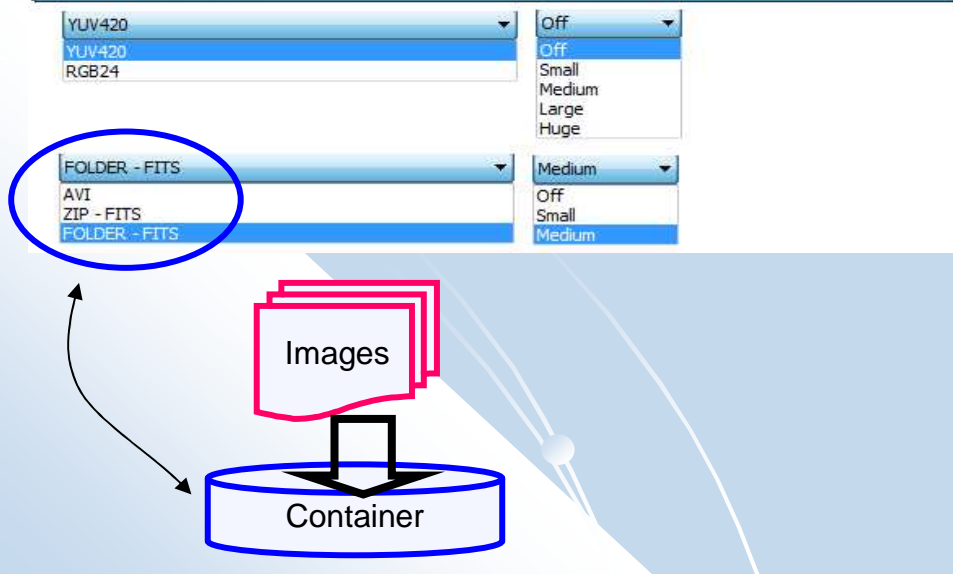 YUV420
YUV420
RGB24
Off
Off
Small
Medium
Large
Huge
FOLDER - FITS
AVI
ZIP - FITS
FOLDER - FITS
Medium
Off
Small
Medium
Images
Container